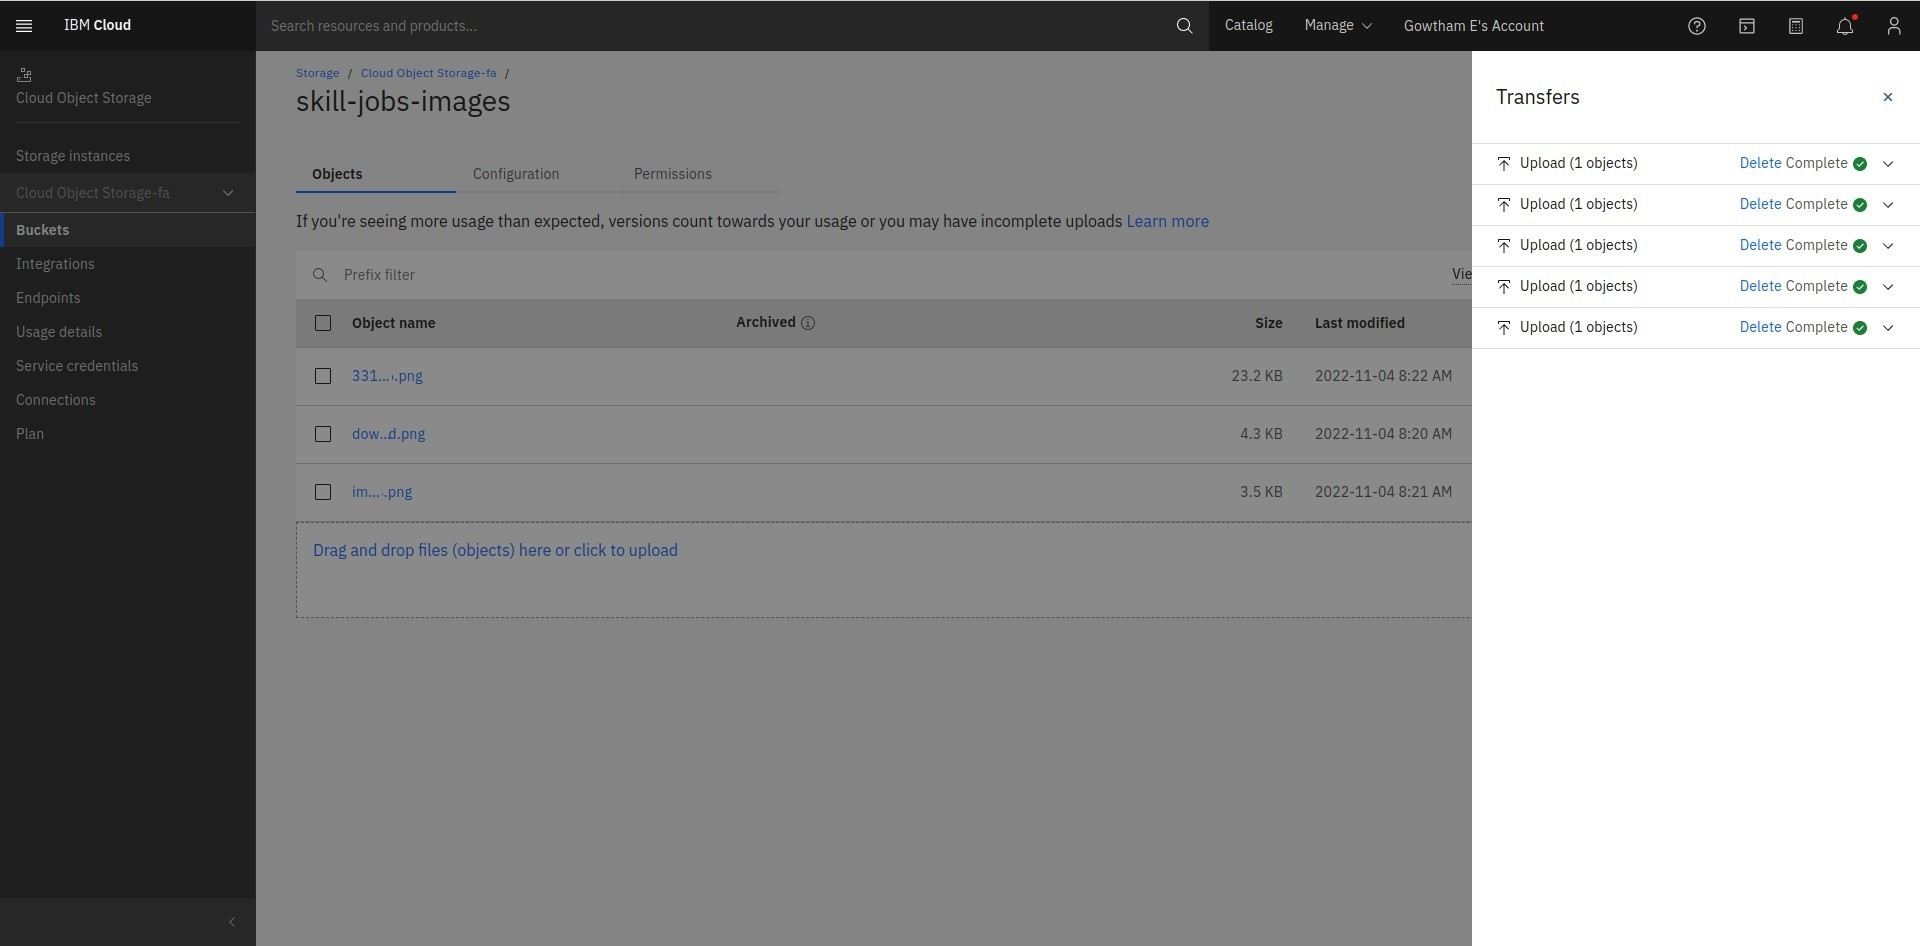 IBM Cloud
Search resources and products...
Catalog
Manage
Gowtham E's Account
Cloud Object Storage
Storage instances
Cloud Object Storage-fa
Buckets
Integrations
Endpoints
Usage details
Service credentials
Connections
Plan
Storage / Cloud Object Storage-fa /
skill-jobs-images
Objects Configuration Permissions
If you're seeing more usage than expected, versions count towards your usage or you may have incomplete uploads Learn more
Prefix filter
Vie
Object name Archived Size Last modified
331....png 23.2 KB 2022-11-04 8:22 AM
dow...d.png 4.3 KB 2022-11-04 8:20 AM
im....png 3.5 KB 2022-11-04 8:21 AM
Drag and drop files (objects) here or click to upload
Transfers
Upload (1 objects) Delete Complete
Upload (1 objects) Delete Complete
Upload (1 objects) Delete Complete
Upload (1 objects) Delete Complete
Upload (1 objects) Delete Complete